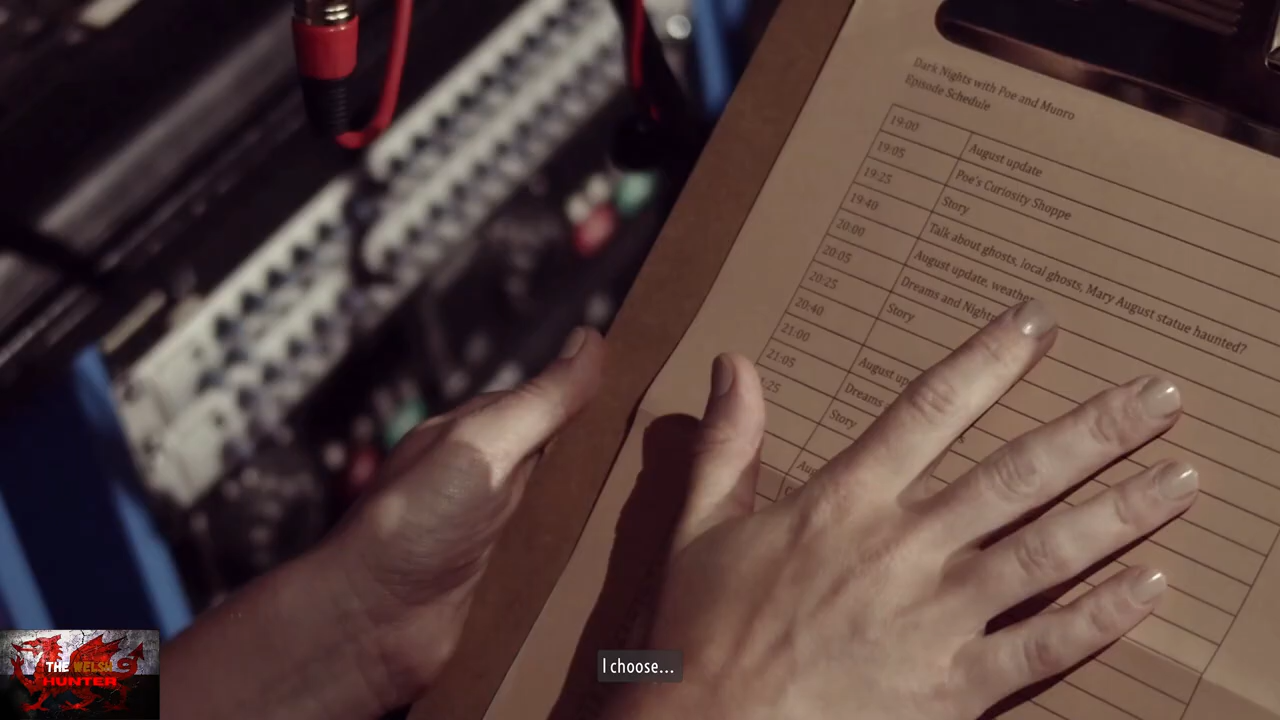 Dark Nights with Poe and Munro
Episode Schedule
19:00 August update
19:05 Poe's Curiosity Shoppe
19:25 Story
19:40 Talk about ghosts, local ghosts, Mary August statue haunted?
20:00 August update, weather
20:05 Dreams and Nightm
20:25 Story
20:40
21:00 August up
21:05 Dreams
1:25 Story
I choose...
THE WELSH
HUNTER